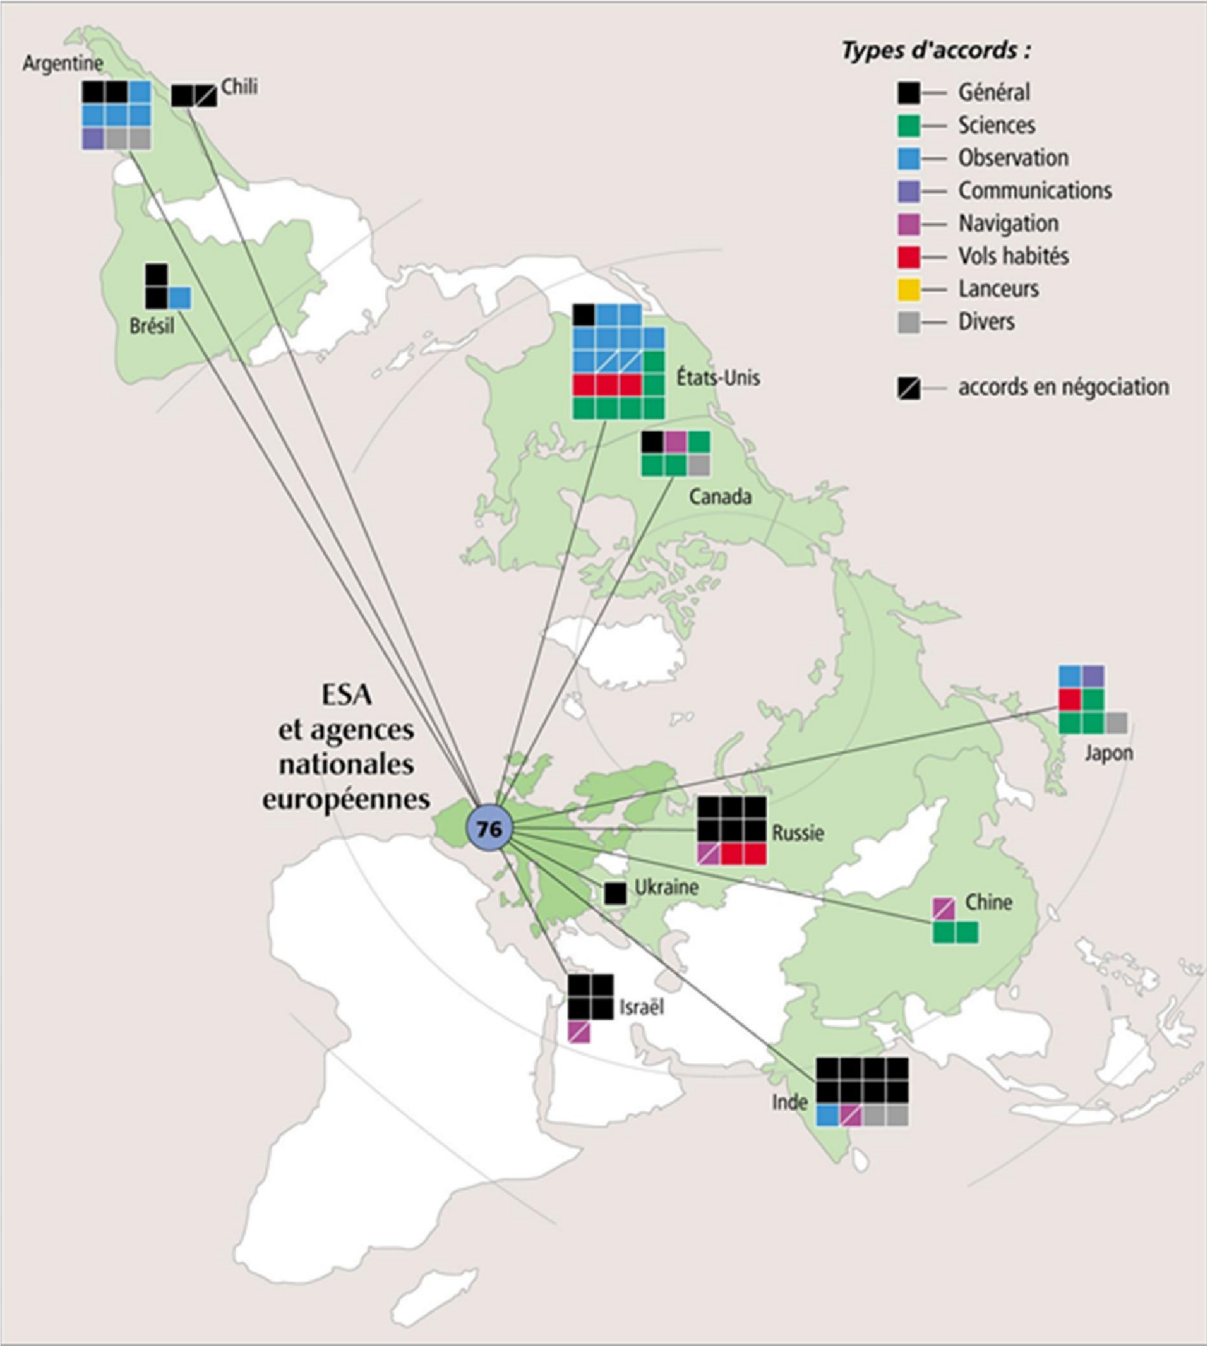 Types d'accords :
Général
Sciences
Observation
Communications
Navigation
Vols habités
Lanceurs
Divers
accords en négociation
Argentine
Chili
Brésil
États-Unis
Canada
ESA
et agences
nationales
européennes
76
Japon
Russie
Ukraine
Chine
Israël
Inde